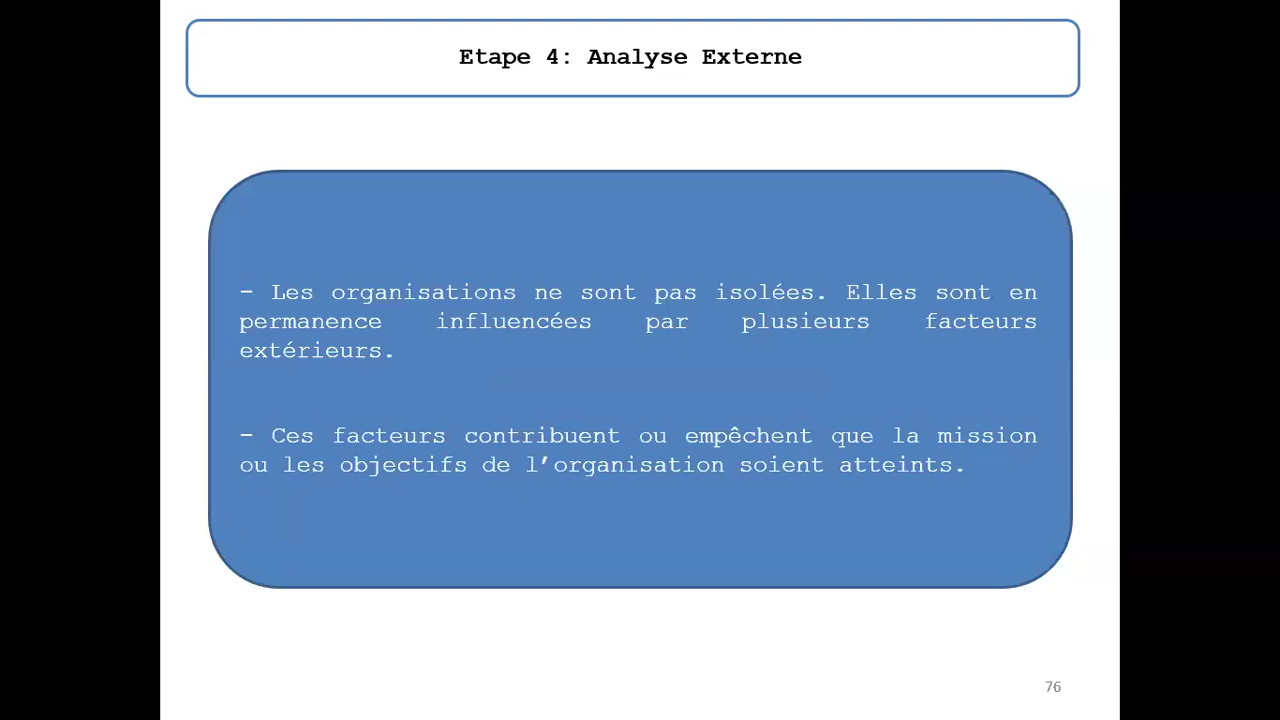 Etape 4: Analyse Externe
- Les organisations ne sont pas isolées. Elles sont en
permanence influencées par plusieurs facteurs
extérieurs.
- Ces facteurs contribuent ou empêchent que la mission
ou les objectifs de l’organisation soient atteints.
76